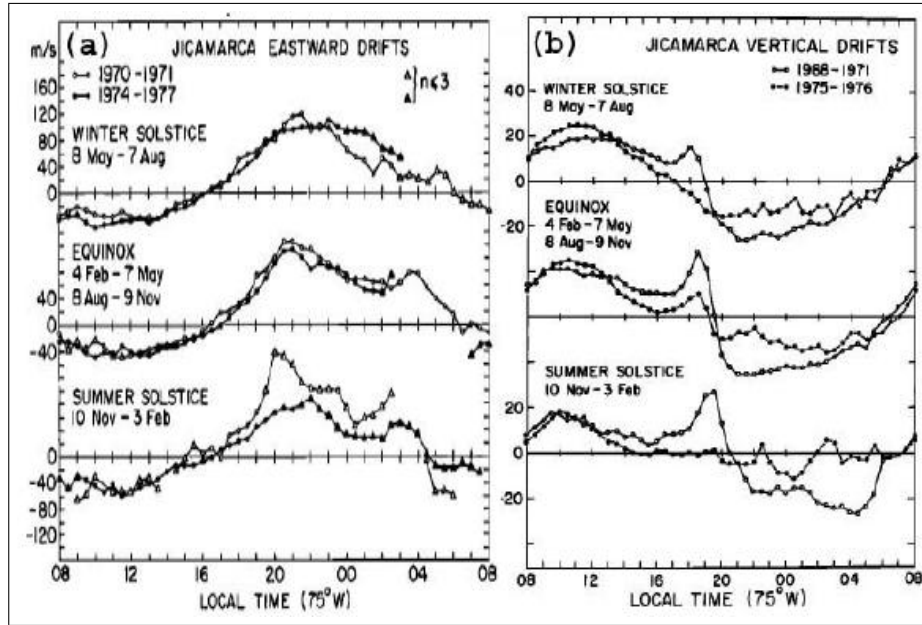 (a)
JICAMARCA EASTWARD DRIFTS
m/s
1970-1971
1974-1977
n≤3
160
120
80
40
0
WINTER SOLSTICE
8 May-7 Aug
EQUINOX
4 Feb-7 May
8 Aug-9 Nov
40
0
-40
SUMMER SOLSTICE
10 Nov-3 Feb
0
-40
-80
-120
08 12 16 20 00 04 08
LOCAL TIME (75°W)
(b)
JICAMARCA VERTICAL DRIFTS
1988-1971
1975-1976
WINTER SOLSTICE
8 May-7 Aug
40
20
0
-20
EQUINOX
4 Feb-7 May
8 Aug-9 Nov
SUMMER SOLSTICE
10 Nov-3 Feb
20
0
-20
08 12 16 20 00 04 08
LOCAL TIME (75°W)